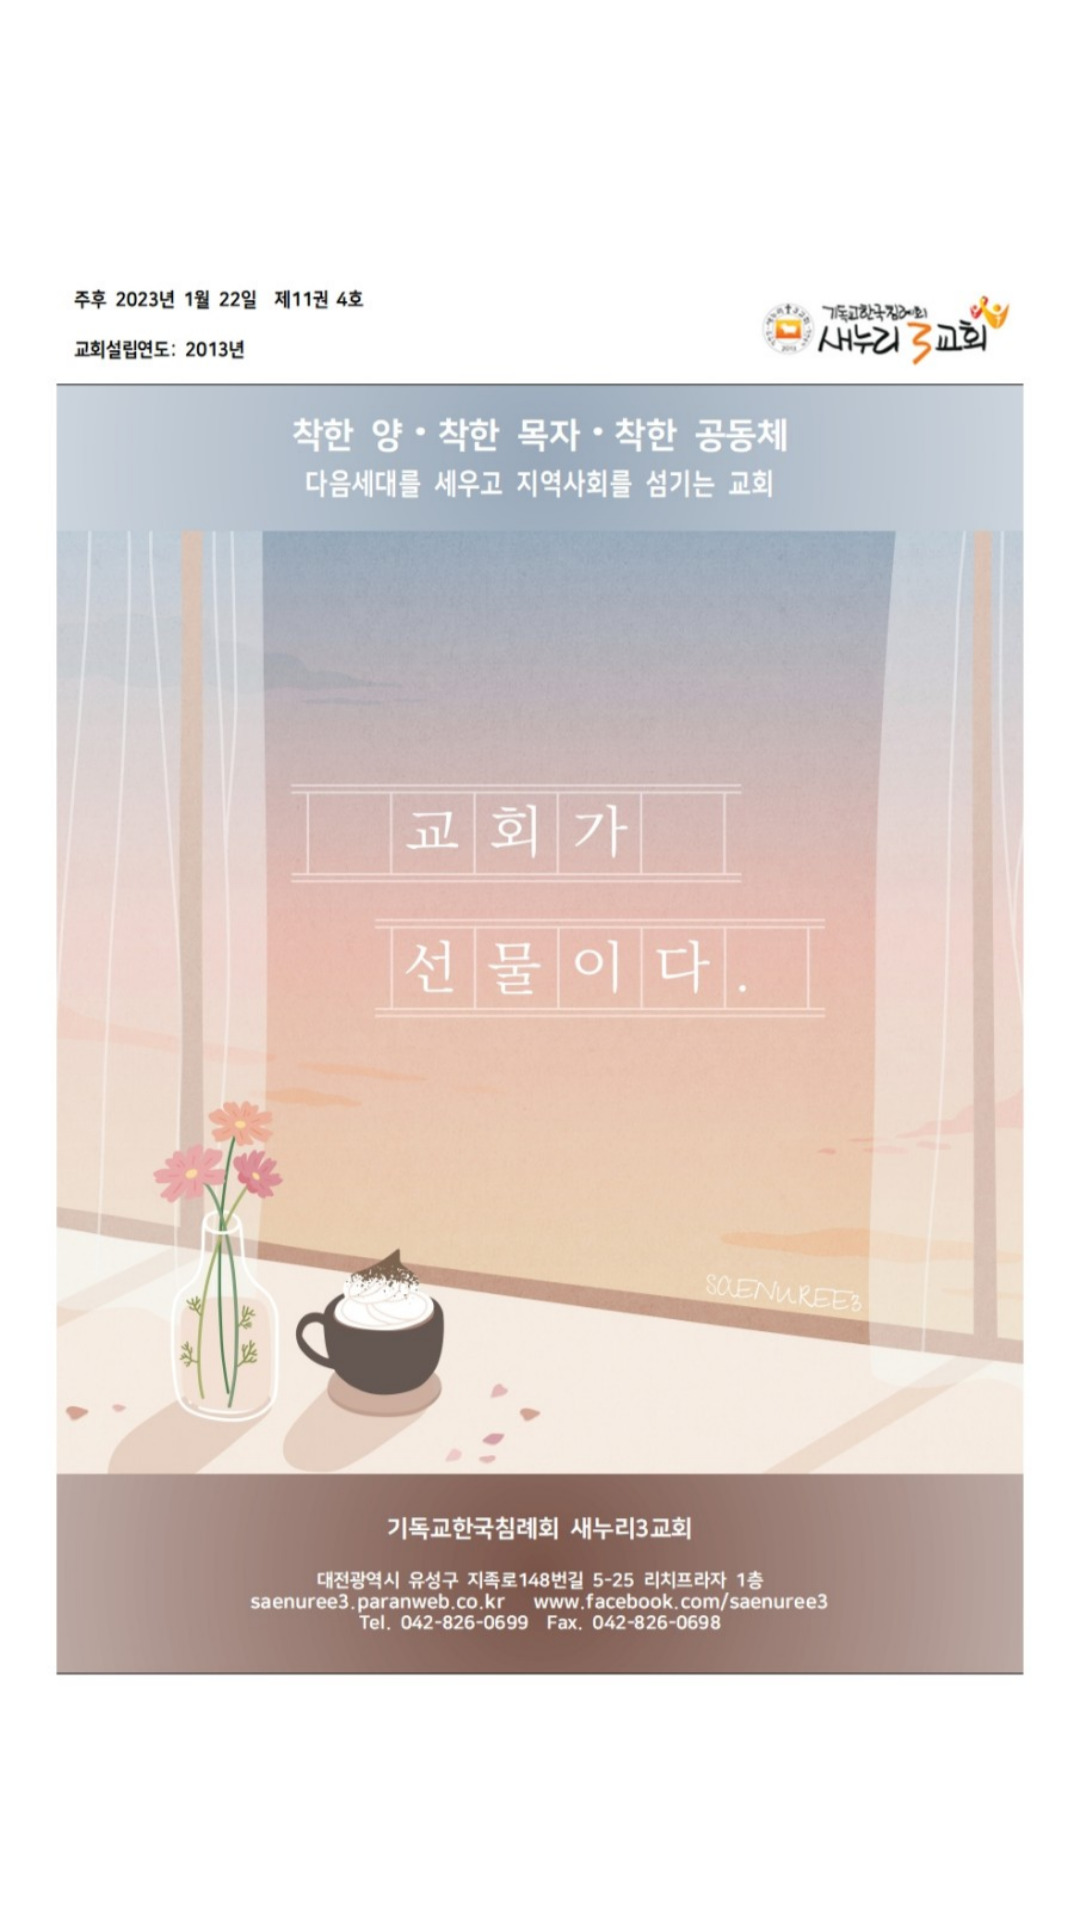 주후 2023년 1월 22일 제11권 4호
교회설립연도: 2013년
기독교한국침례회
새누리3교회
착한 양·착한 목자·착한 공동체
다음세대를 세우고 지역사회를 섬기는 교회
교회가
선물이다.
SAENUREE3
기독교한국침례회 새누리3교회
대전광역시 유성구 지족로148번길 5-25 리치프라자 1층
saenuree3.paranweb.co.kr www.facebook.com/saenuree3
Tel. 042-826-0699 Fax. 042-826-0698